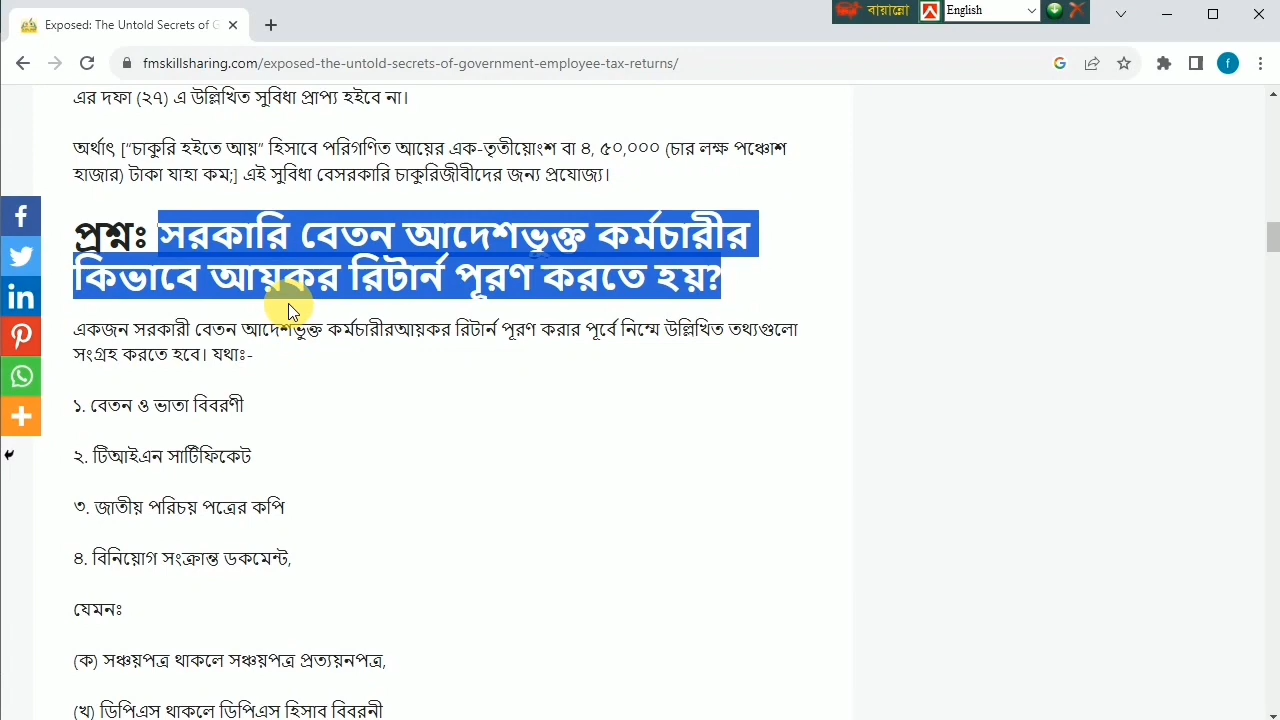 Exposed: The Untold Secrets of G
বায়ান্নো
English
fmskillsharing.com/exposed-the-untold-secrets-of-government-employee-tax-returns/
f
এর দফা (২৭) এ উল্লিখিত সুবিধা প্রাপ্য হইবে না।
অর্থাৎ [“চাকুরি হইতে আয়” হিসাবে পরিগণিত আয়ের এক-তৃতীয়োংশ বা ৪, ৫০,০০০ (চার লক্ষ পঞ্চোশ
হাজার) টাকা যাহা কম;] এই সুবিধা বেসরকারি চাকুরিজীবীদের জন্য প্রযোজ্য।
প্রশ্নঃ সরকারি বেতন আদেশভুক্ত কর্মচারীর
কিভাবে আয়কর রিটার্ন পূরণ করতে হয়?
একজন সরকারী বেতন আদেশভুক্ত কর্মচারীরআয়কর রিটার্ন পূরণ করার পূর্বে নিম্মে উল্লিখিত তথ্যগুলো
সংগ্রহ করতে হবে। যথাঃ-
১. বেতন ও ভাতা বিবরণী
২. টিআইএন সার্টিফিকেট
৩. জাতীয় পরিচয় পত্রের কপি
৪. বিনিয়োগ সংক্রান্ত ডকমেন্ট,
যেমনঃ
(ক) সঞ্চয়পত্র থাকলে সঞ্চয়পত্র প্রত্যয়নপত্র,
(খ) ডিপিএস থাকলে ডিপিএস হিসাব বিবরনী